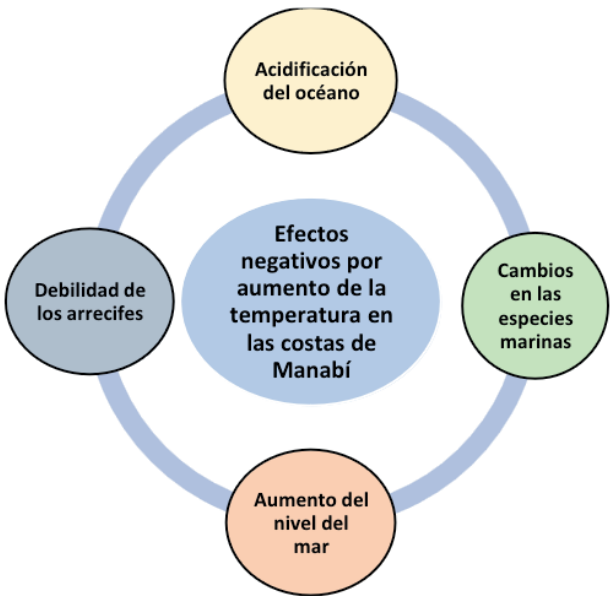 Acidificación
del océano
Efectos
negativos por
aumento de la
temperatura en
las costas de
Manabí
Debilidad de
los arrecifes
Cambios
en las
especies
marinas
Aumento del
nivel del
mar